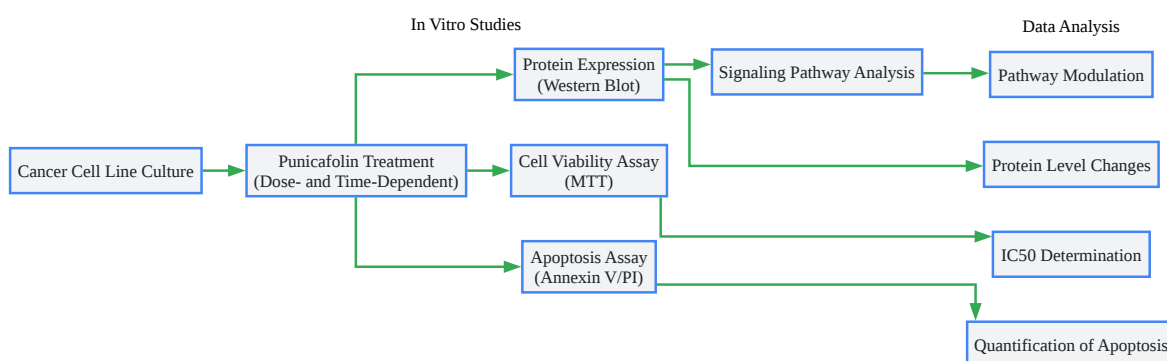 In Vitro Studies
Data Analysis
Protein Expression
(Western Blot)
Signaling Pathway Analysis
Pathway Modulation
Cancer Cell Line Culture
Punicafolin Treatment
(Dose- and Time-Dependent)
Cell Viability Assay
(MTT)
Protein Level Changes
Apoptosis Assay
(Annexin V/PI)
IC50 Determination
Quantification of Apoptosis